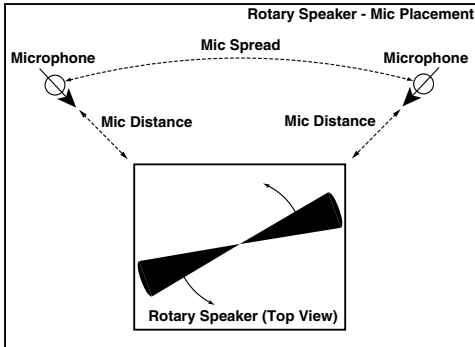 Rotary Speaker - Mic Placement
Mic Spread
Microphone
Microphone
Mic Distance
Mic Distance
Rotary Speaker (Top View)